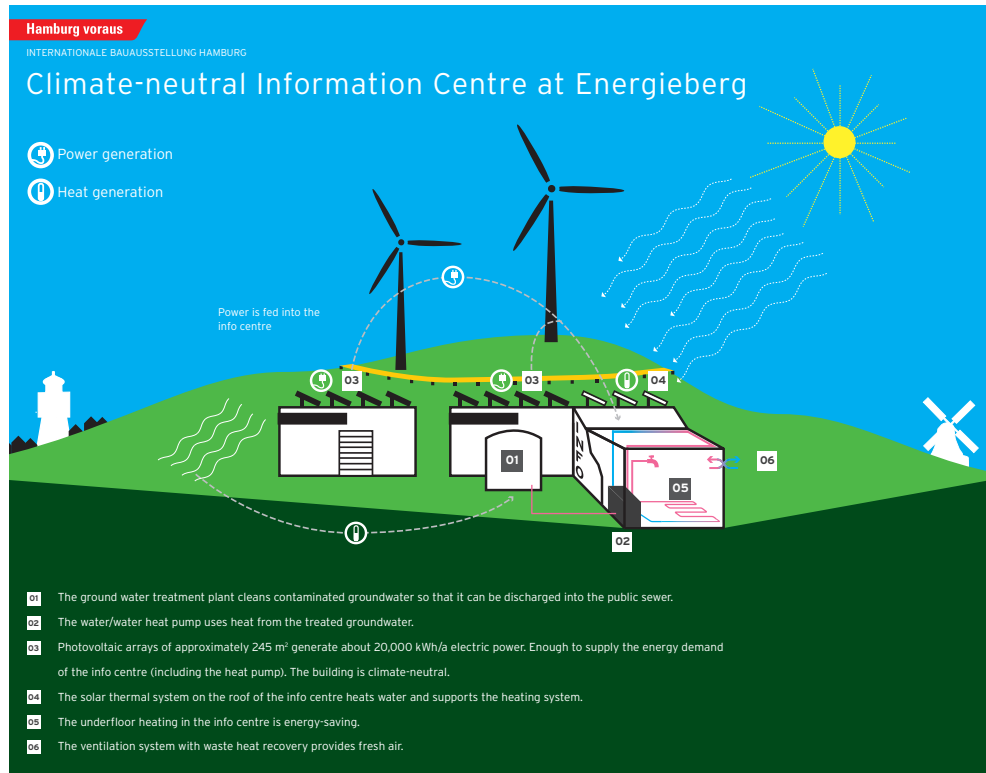 Hamburg voraus
INTERNATIONALE BAUAUSSTELLUNG HAMBURG
Climate-neutral Information Centre at Energieberg
Power generation
Heat generation
Power is fed into the
info centre
03
03
04
INFO
01
05
06
02
01 The ground water treatment plant cleans contaminated groundwater so that it can be discharged into the public sewer.
02 The water/water heat pump uses heat from the treated groundwater.
03 Photovoltaic arrays of approximately 245 m² generate about 20,000 kWh/a electric power. Enough to supply the energy demand
of the info centre (including the heat pump). The building is climate-neutral.
04 The solar thermal system on the roof of the info centre heats water and supports the heating system.
05 The underfloor heating in the info centre is energy-saving.
06 The ventilation system with waste heat recovery provides fresh air.